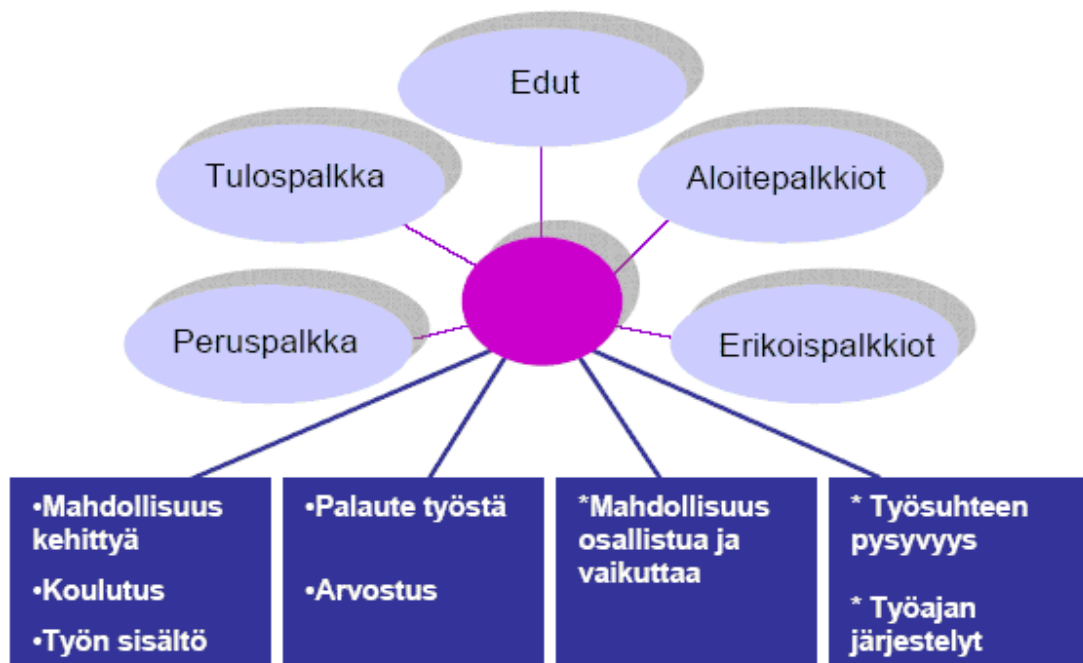 Edut
Tulospalkka
Aloitepalkkiot
Peruspalkka
Erikoispalkkiot
•Mahdollisuus
kehittyä
•Koulutus
•Työn sisältö
•Palaute työstä
•Arvostus
*Mahdollisuus
osallistua ja
vaikuttaa
* Työsuhteen
pysyvyys
* Työajan
järjestelyt